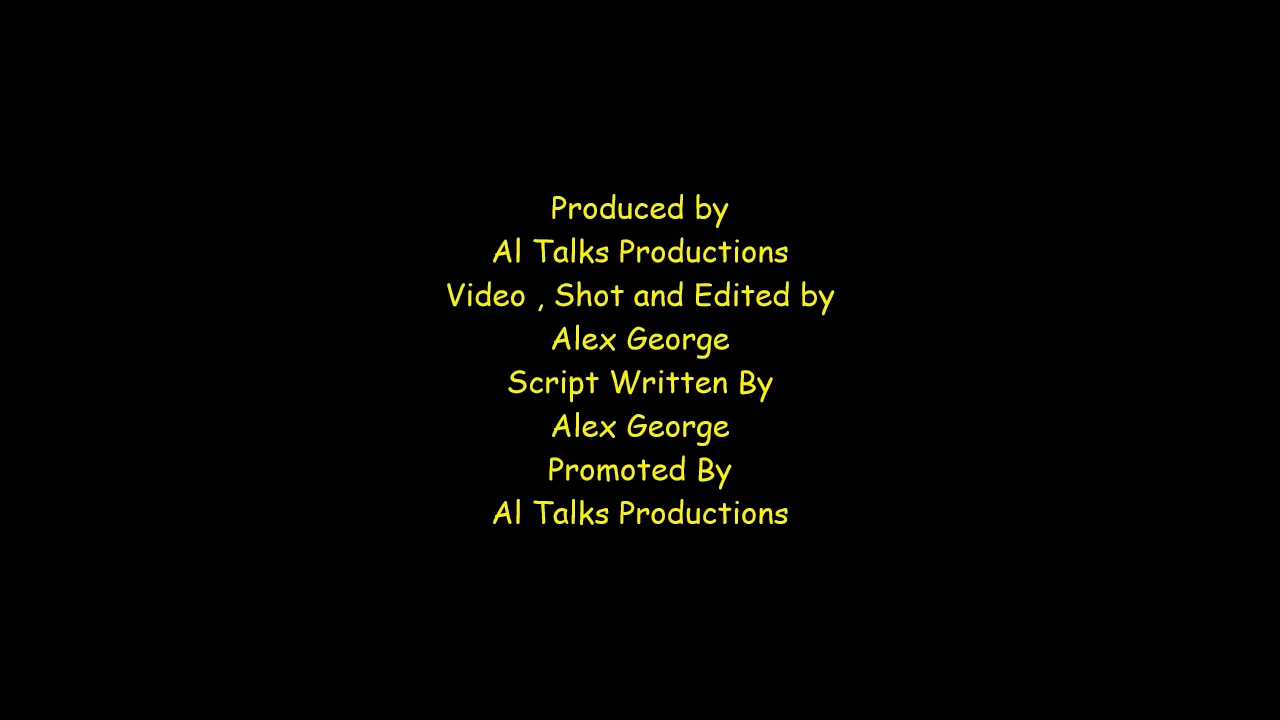 Produced by
Al Talks Productions
Video , Shot and Edited by
Alex George
Script Written By
Alex George
Promoted By
Al Talks Productions